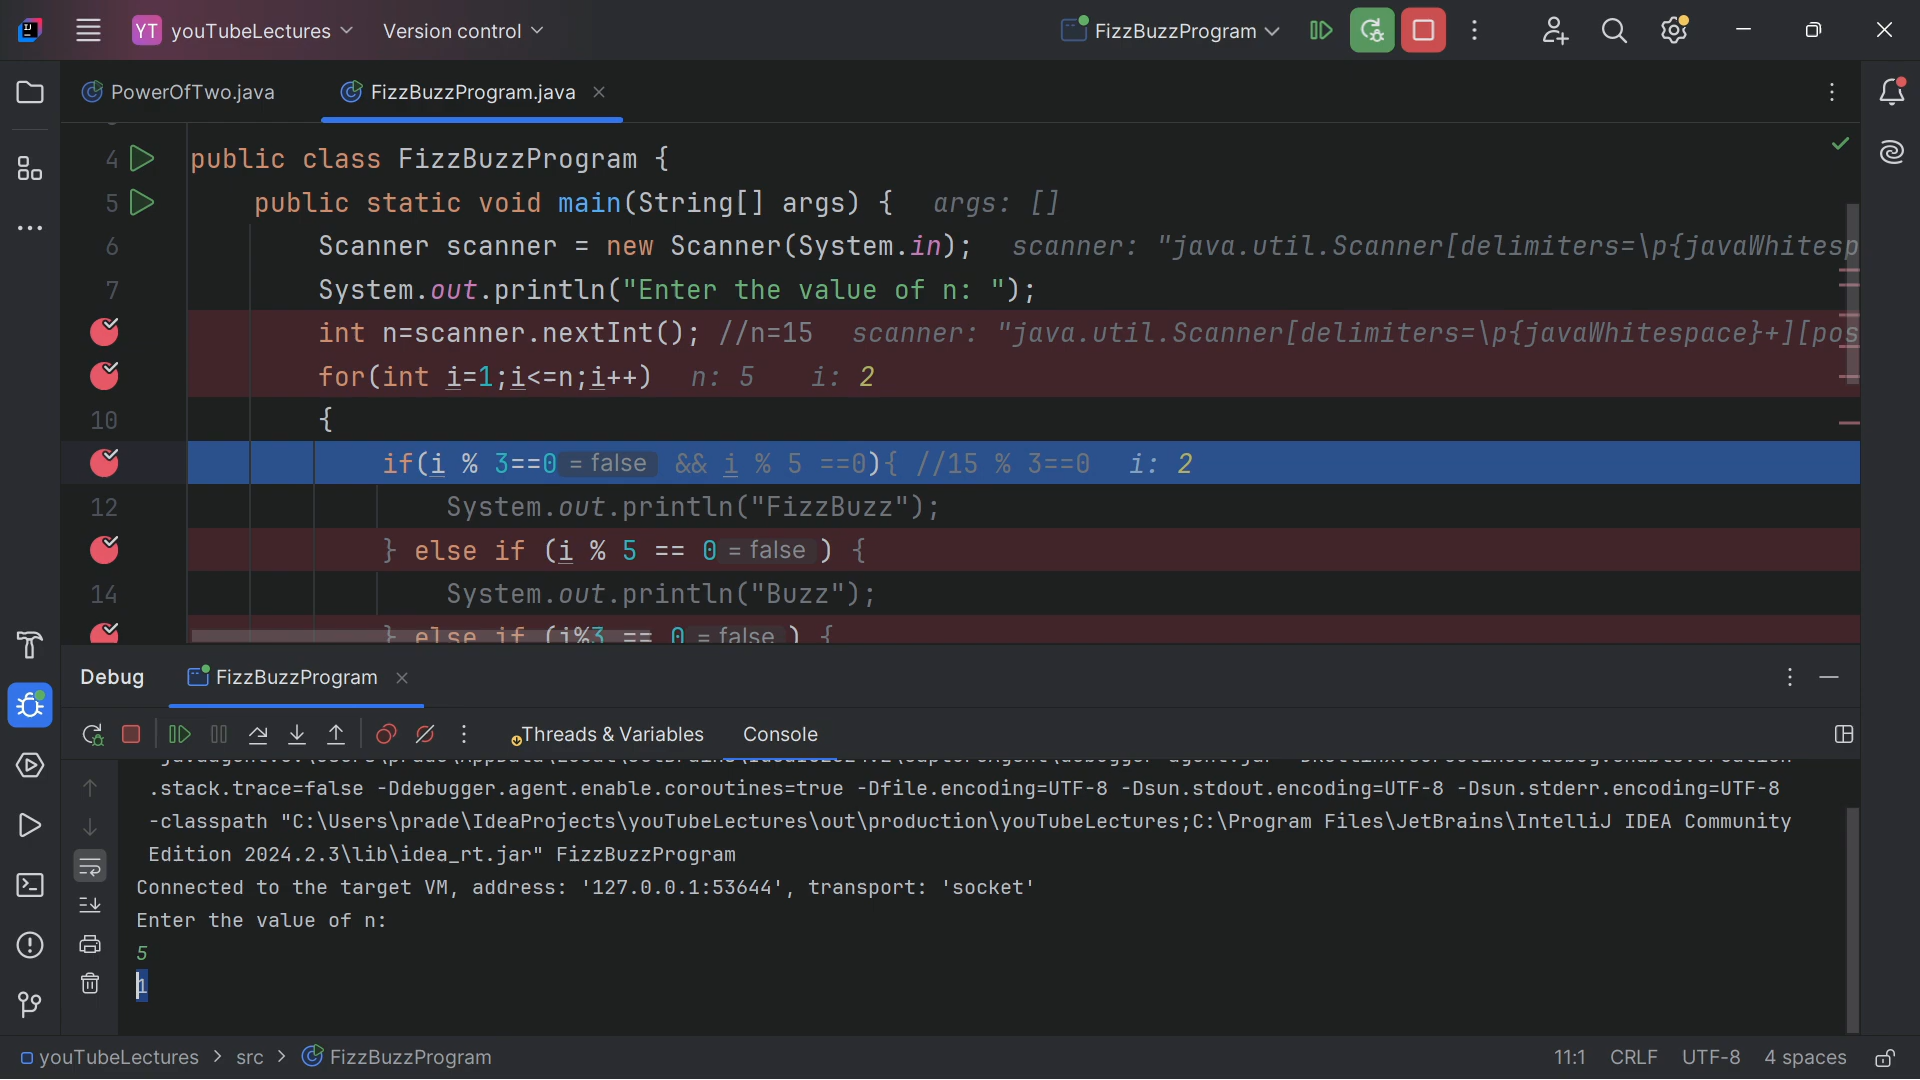 YT youTubeLectures Version control FizzBuzzProgram
PowerOfTwo.java FizzBuzzProgram.java
4 public class FizzBuzzProgram {
5 public static void main(String[] args) { args: []
6 Scanner scanner = new Scanner(System.in); scanner: "java.util.Scanner[delimiters=\p{javaWhitesp
7 System.out.println("Enter the value of n: ");
int n=scanner.nextInt(); //n=15 scanner: "java.util.Scanner[delimiters=\p{javaWhitespace}+][pos
for(int i=1;i<=n;i++) n: 5 i: 2
10 {
if(i % 3==0 = false && i % 5 ==0){ //15 % 3==0 i: 2
12 System.out.println("FizzBuzz");
} else if (i % 5 == 0 = false ) {
14 System.out.println("Buzz");
} else if (i%3 == 0 = false ) {
Debug FizzBuzzProgram
Threads & Variables Console
.stack.trace=false -Ddebugger.agent.enable.coroutines=true -Dfile.encoding=UTF-8 -Dsun.stdout.encoding=UTF-8 -Dsun.stderr.encoding=UTF-8
-classpath "C:\Users\prade\IdeaProjects\youTubeLectures\out\production\youTubeLectures;C:\Program Files\JetBrains\IntelliJ IDEA Community
Edition 2024.2.3\lib\idea_rt.jar" FizzBuzzProgram
Connected to the target VM, address: '127.0.0.1:53644', transport: 'socket'
Enter the value of n:
5
1
youTubeLectures > src > FizzBuzzProgram 11:1 CRLF UTF-8 4 spaces